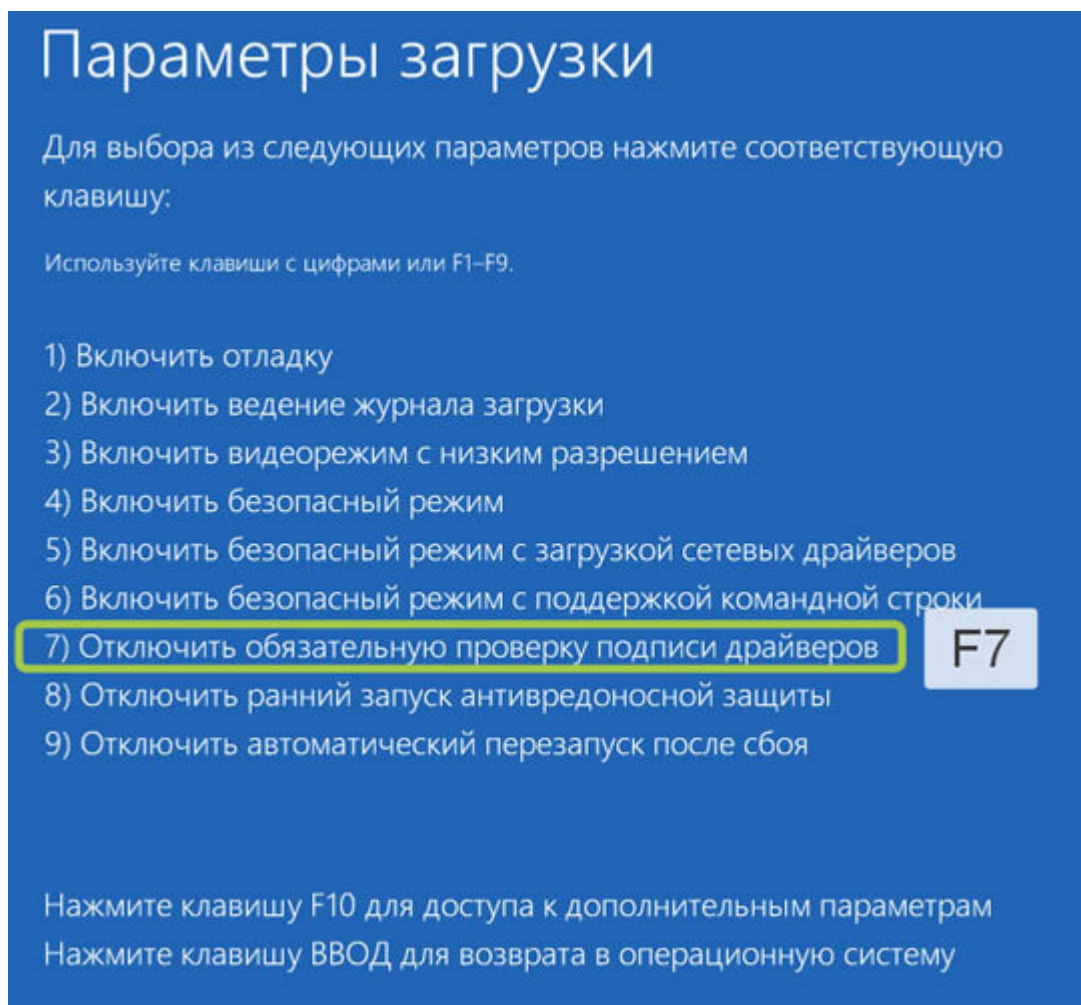 Параметры загрузки
Для выбора из следующих параметров нажмите соответствующую
клавишу:
Используйте клавиши с цифрами или F1–F9.
1) Включить отладку
2) Включить ведение журнала загрузки
3) Включить видеорежим с низким разрешением
4) Включить безопасный режим
5) Включить безопасный режим с загрузкой сетевых драйверов
6) Включить безопасный режим с поддержкой командной строки
7) Отключить обязательную проверку подписи драйверов
F7
8) Отключить ранний запуск антивредоносной защиты
9) Отключить автоматический перезапуск после сбоя
Нажмите клавишу F10 для доступа к дополнительным параметрам
Нажмите клавишу ВВОД для возврата в операционную систему